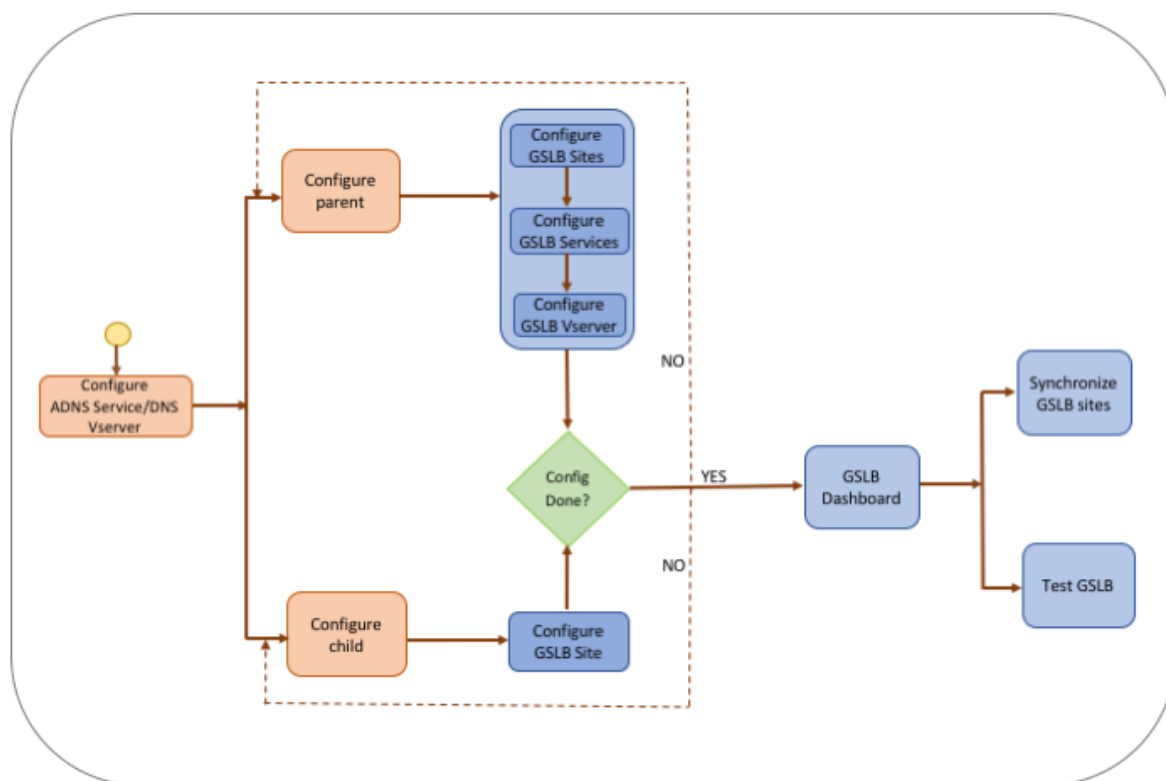 Configure
GSLB Sites
Configure
parent
Configure
GSLB Services
Configure
GSLB Vserver
NO
Configure
ADNS Service/DNS
Vserver
Synchronize
GSLB sites
Config
Done?
YES
GSLB
Dashboard
NO
Test GSLB
Configure
child
Configure
GSLB Site